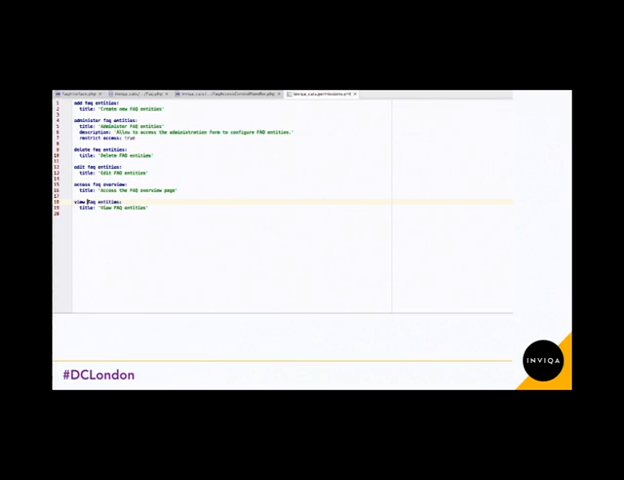 add faq entities:
title: 'Create new FAQ entities'
administer faq entities:
title: 'Administer FAQ entities'
description: 'Allow to access the administration form to configure FAQ entities.'
restrict access: true
delete faq entities:
title: 'Delete FAQ entities'
edit faq entities:
title: 'Edit FAQ entities'
access faq overview:
title: 'Access the FAQ overview page'
view faq entities:
title: 'View FAQ entities'
INVIQA
#DCLondon